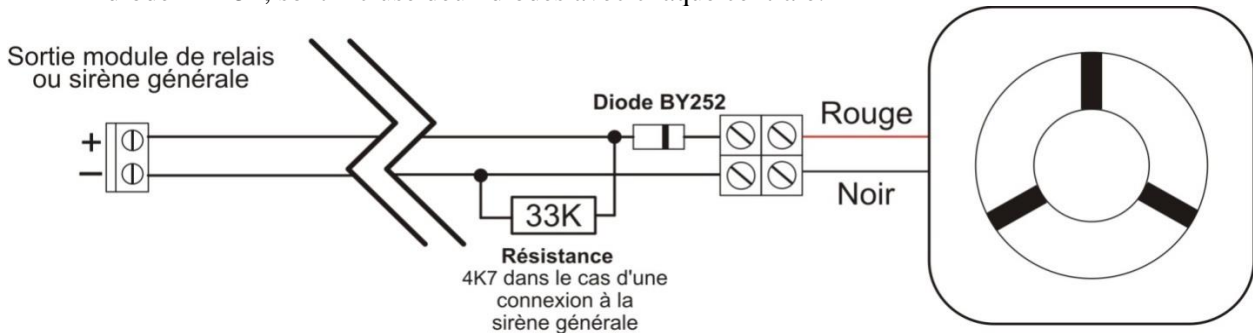 Sortie module de relais
ou sirène générale
+
−
Diode BY252
Rouge
Noir
33K
Résistance
4K7 dans le cas d'une
connexion à la
sirène générale